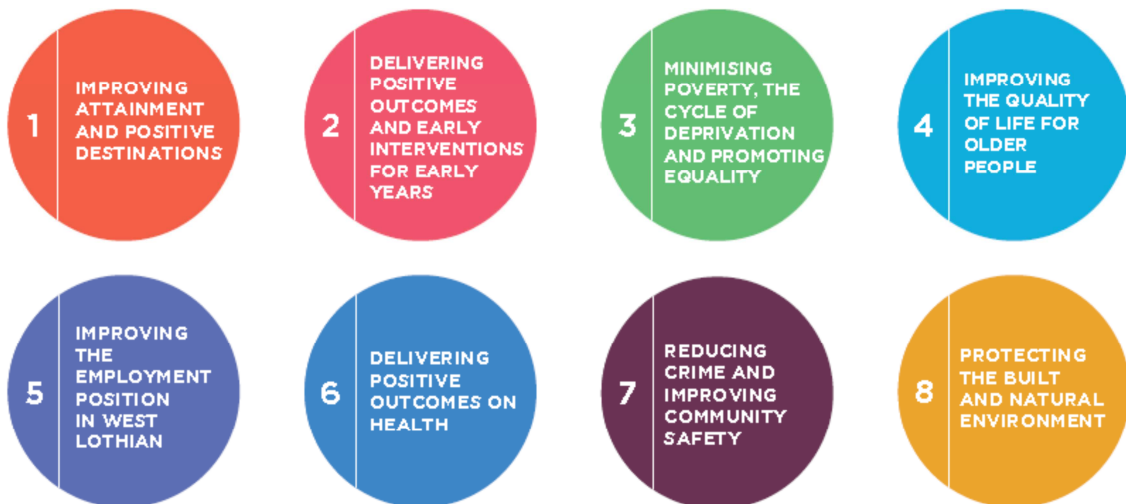 1
IMPROVING
ATTAINMENT
AND POSITIVE
DESTINATIONS
2
DELIVERING
POSITIVE
OUTCOMES
AND EARLY
INTERVENTIONS
FOR EARLY
YEARS
3
MINIMISING
POVERTY, THE
CYCLE OF
DEPRIVATION
AND PROMOTING
EQUALITY
4
IMPROVING
THE QUALITY
OF LIFE FOR
OLDER
PEOPLE
5
IMPROVING
THE
EMPLOYMENT
POSITION
IN WEST
LOTHIAN
6
DELIVERING
POSITIVE
OUTCOMES ON
HEALTH
7
REDUCING
CRIME AND
IMPROVING
COMMUNITY
SAFETY
8
PROTECTING
THE BUILT
AND NATURAL
ENVIRONMENT